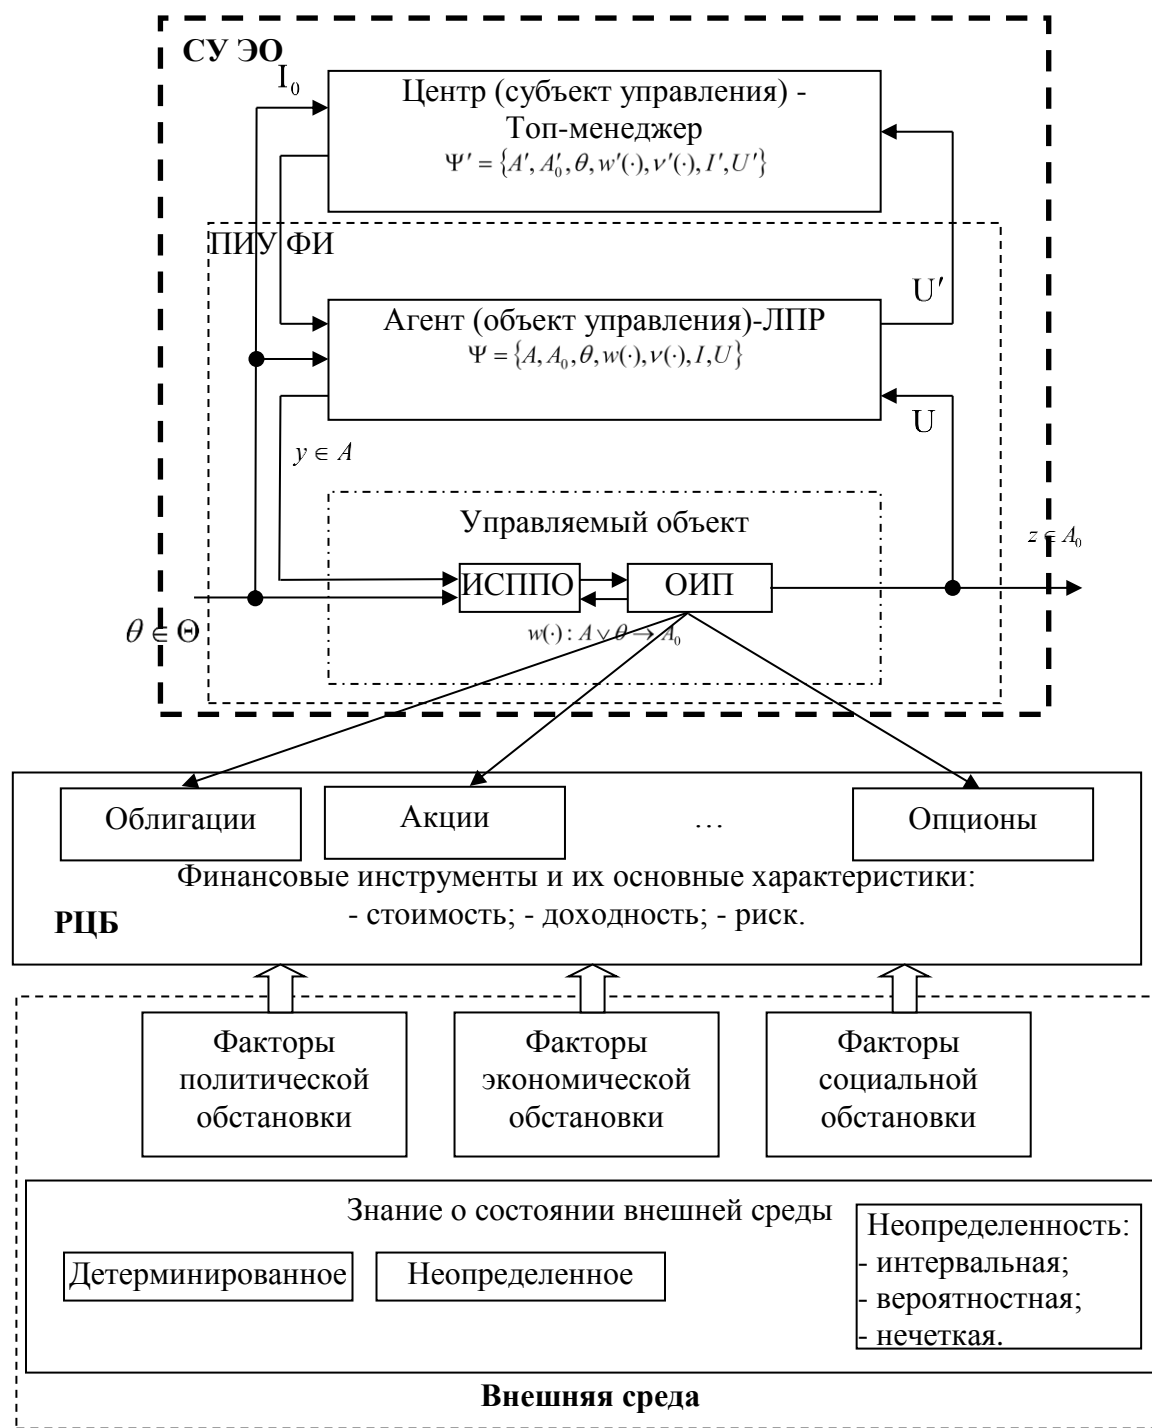 СУ ЭО
I₀
Центр (субъект управления) -
Топ-менеджер
Ψ' = {A', A'₀, θ, w'(·), ν'(·), I', U'}
ПИУ ФИ
U'
Агент (объект управления)-ЛПР
Ψ = {A, A₀, θ, w(·), ν(·), I, U}
U
y ∈ A
Управляемый объект
z ∈ A₀
ИСППО
ОИП
θ ∈ Θ
w(·) : A ∨ θ → A₀
Облигации
Акции
...
Опционы
Финансовые инструменты и их основные характеристики:
- стоимость; - доходность; - риск.
РЦБ
Факторы
политической
обстановки
Факторы
экономической
обстановки
Факторы
социальной
обстановки
Знание о состоянии внешней среды
Детерминированное
Неопределенное
Неопределенность:
- интервальная;
- вероятностная;
- нечеткая.
Внешняя среда